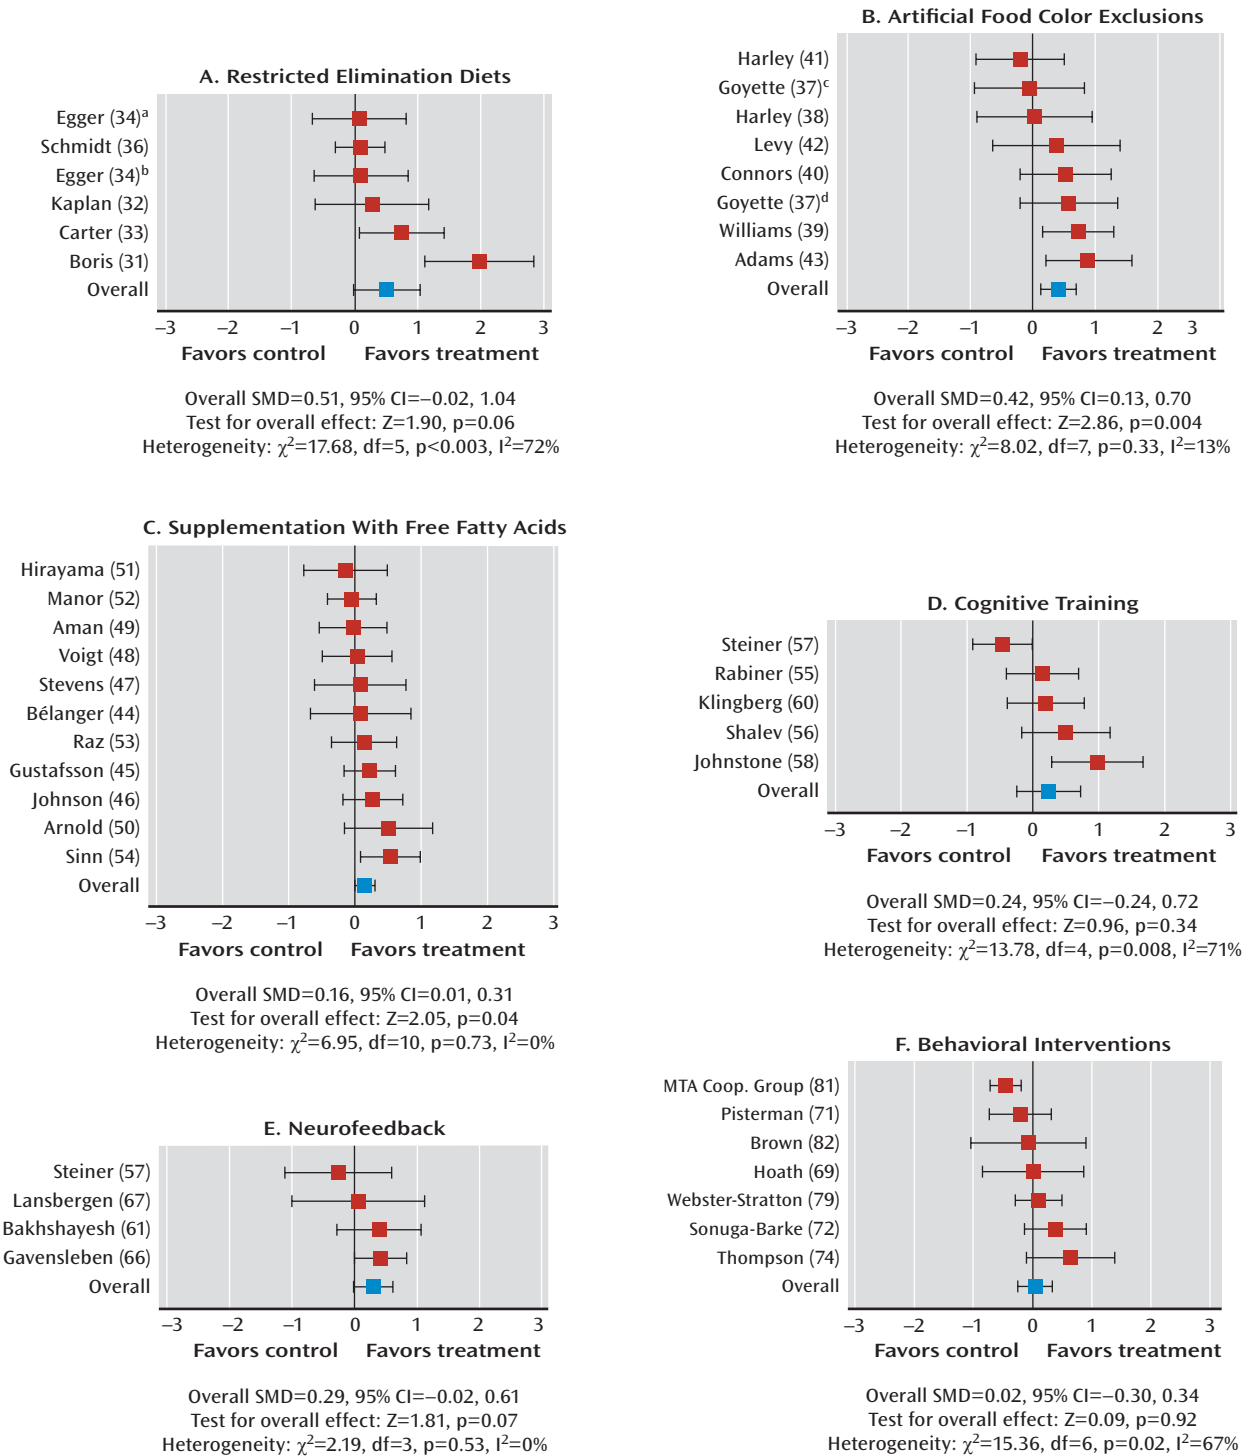 A. Restricted Elimination Diets
Egger (34)a
Schmidt (36)
Egger (34)b
Kaplan (32)
Carter (33)
Boris (31)
Overall
−3 −2 −1 0 1 2 3
Favors control Favors treatment
Overall SMD=0.51, 95% CI=−0.02, 1.04
Test for overall effect: Z=1.90, p=0.06
Heterogeneity: χ2=17.68, df=5, p<0.003, I2=72%
B. Artificial Food Color Exclusions
Harley (41)
Goyette (37)c
Harley (38)
Levy (42)
Connors (40)
Goyette (37)d
Williams (39)
Adams (43)
Overall
−3 −2 −1 0 1 2 3
Favors control Favors treatment
Overall SMD=0.42, 95% CI=0.13, 0.70
Test for overall effect: Z=2.86, p=0.004
Heterogeneity: χ2=8.02, df=7, p=0.33, I2=13%
C. Supplementation With Free Fatty Acids
Hirayama (51)
Manor (52)
Aman (49)
Voigt (48)
Stevens (47)
Bélanger (44)
Raz (53)
Gustafsson (45)
Johnson (46)
Arnold (50)
Sinn (54)
Overall
−3 −2 −1 0 1 2 3
Favors control Favors treatment
Overall SMD=0.16, 95% CI=0.01, 0.31
Test for overall effect: Z=2.05, p=0.04
Heterogeneity: χ2=6.95, df=10, p=0.73, I2=0%
D. Cognitive Training
Steiner (57)
Rabiner (55)
Klingberg (60)
Shalev (56)
Johnstone (58)
Overall
−3 −2 −1 0 1 2 3
Favors control Favors treatment
Overall SMD=0.24, 95% CI=−0.24, 0.72
Test for overall effect: Z=0.96, p=0.34
Heterogeneity: χ2=13.78, df=4, p=0.008, I2=71%
E. Neurofeedback
Steiner (57)
Lansbergen (67)
Bakhshayesh (61)
Gavensleben (66)
Overall
−3 −2 −1 0 1 2 3
Favors control Favors treatment
Overall SMD=0.29, 95% CI=−0.02, 0.61
Test for overall effect: Z=1.81, p=0.07
Heterogeneity: χ2=2.19, df=3, p=0.53, I2=0%
F. Behavioral Interventions
MTA Coop. Group (81)
Pisterman (71)
Brown (82)
Hoath (69)
Webster-Stratton (79)
Sonuga-Barke (72)
Thompson (74)
Overall
−3 −2 −1 0 1 2 3
Favors control Favors treatment
Overall SMD=0.02, 95% CI=−0.30, 0.34
Test for overall effect: Z=0.09, p=0.92
Heterogeneity: χ2=15.36, df=6, p=0.02, I2=67%